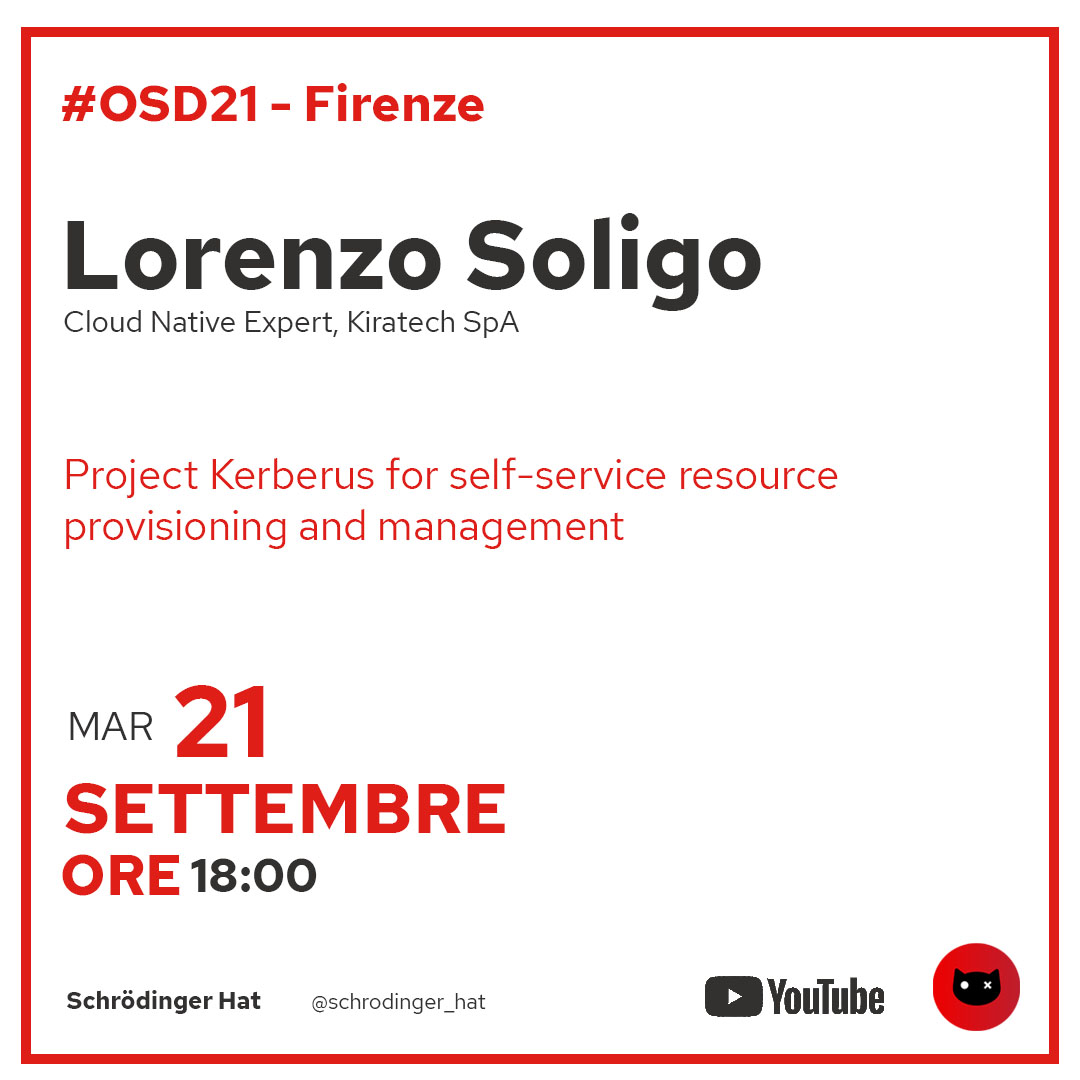 #OSD21 - Firenze
Lorenzo Soligo
Cloud Native Expert, Kiratech SpA
Project Kerberus for self-service resource
provisioning and management
MAR 21
SETTEMBRE
ORE 18:00
Schrödinger Hat @schrodinger_hat YouTube